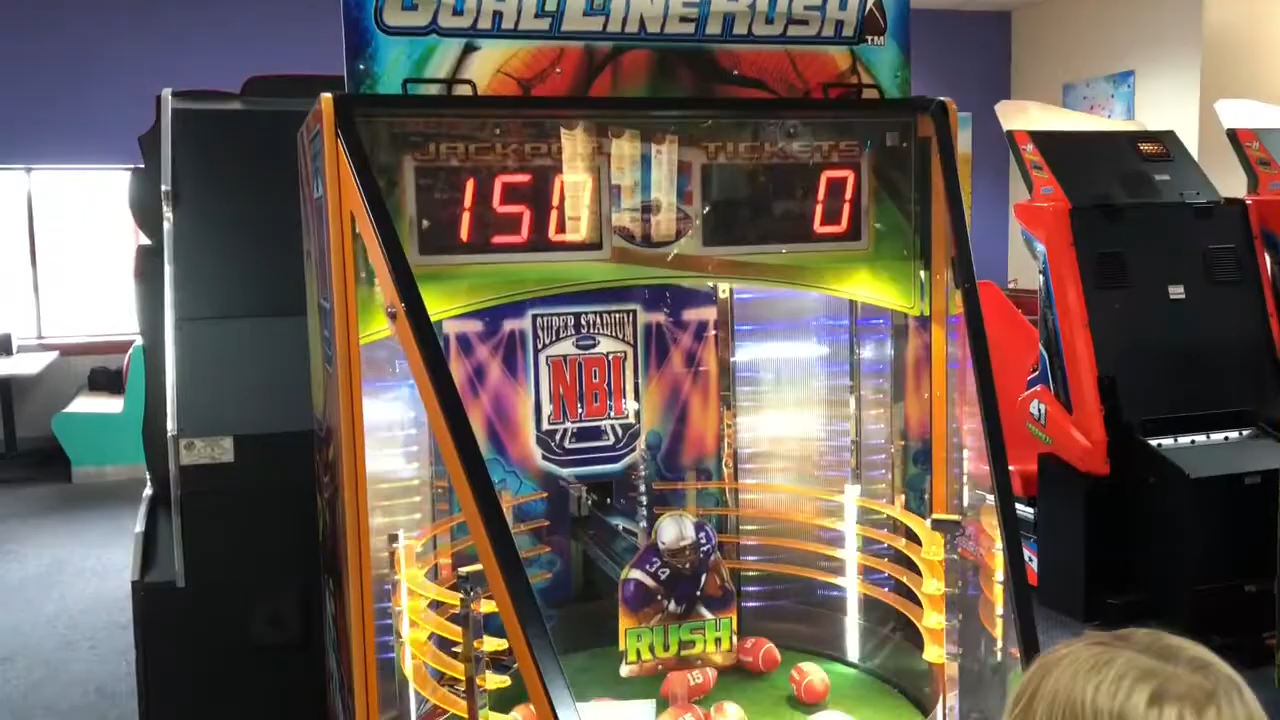 GOAL LINE RUSH
TM
JACKPOT
TICKETS
150
0
SUPER STADIUM
NBI
34
34
RUSH
15
41